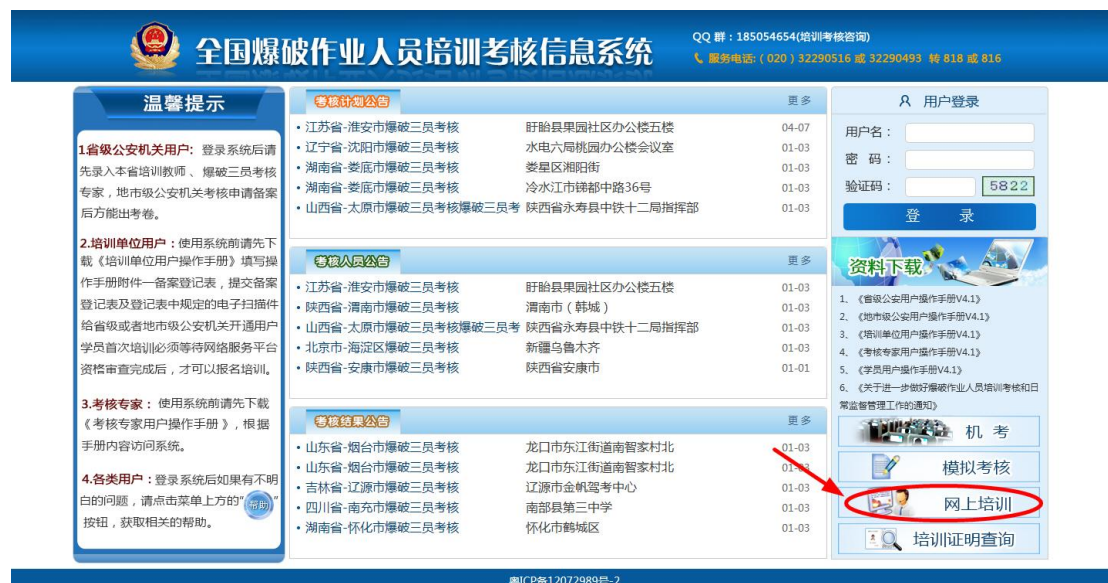 全国爆破作业人员培训考核信息系统
QQ 群：185054654(培训考核咨询)
服务电话:（020）32290516 或 32290493 转 818 或 816
温馨提示
1省级公安机关用户: 登录系统后请
先录入本省培训教师 、爆破三员考核
专家，地市级公安机关考核申请备案
后方能出考卷。
2.培训单位用户：使用系统前请先下
载《培训单位用户操作手册》填写操
作手册附件一备案登记表，提交备案
登记表及登记表中规定的电子扫描件
给省级或者地市级公安机关开通用户
学员首次培训必须等待网络服务平台
资格审查完成后，才可以报名培训。
3.考核专家： 使用系统前请先下载
《考核专家用户操作手册 》，根据
手册内容访问系统。
4.各类用户：登录系统后如果有不明
白的问题，请点击菜单上方的“ 帮助 ”
按钮，获取相关的帮助。
考核计划公告 更多
• 江苏省-淮安市爆破三员考核 盱眙县果园社区办公楼五楼 04-07
• 辽宁省-沈阳市爆破三员考核 水电六局桃园办公楼会议室 01-03
• 湖南省-娄底市爆破三员考核 娄星区湘阳街 01-03
• 湖南省-娄底市爆破三员考核 冷水江市锑都中路36号 01-03
• 山西省-太原市爆破三员考核爆破三员考 陕西省永寿县中铁十二局指挥部 01-03
考核人员公告 更多
• 江苏省-淮安市爆破三员考核 盱眙县果园社区办公楼五楼 01-03
• 陕西省-渭南市爆破三员考核 渭南市（韩城） 01-03
• 山西省-太原市爆破三员考核爆破三员考 陕西省永寿县中铁十二局指挥部 01-03
• 北京市-海淀区爆破三员考核 新疆乌鲁木齐 01-03
• 陕西省-安康市爆破三员考核 陕西省安康市 01-01
考核结果公告 更多
• 山东省-烟台市爆破三员考核 龙口市东江街道南智家村北 01-03
• 山东省-烟台市爆破三员考核 龙口市东江街道南智家村北 01-03
• 吉林省-辽源市爆破三员考核 辽源市金帆驾考中心 01-03
• 四川省-南充市爆破三员考核 南部县第三中学 01-03
• 湖南省-怀化市爆破三员考核 怀化市鹤城区 01-03
用户登录
用户名：
密 码：
验证码： 5822
登 录
资料下载
1、《省级公安用户操作手册V4.1》
2、《地市级公安用户操作手册V4.1》
3、《培训单位用户操作手册V4.1》
4、《考核专家用户操作手册V4.1》
5、《学员用户操作手册V4.1》
6、《关于进一步做好爆破作业人员培训考核和日
常监督管理工作的通知》
机 考
模拟考核
网上培训
培训证明查询
粤ICP备12072989号-2